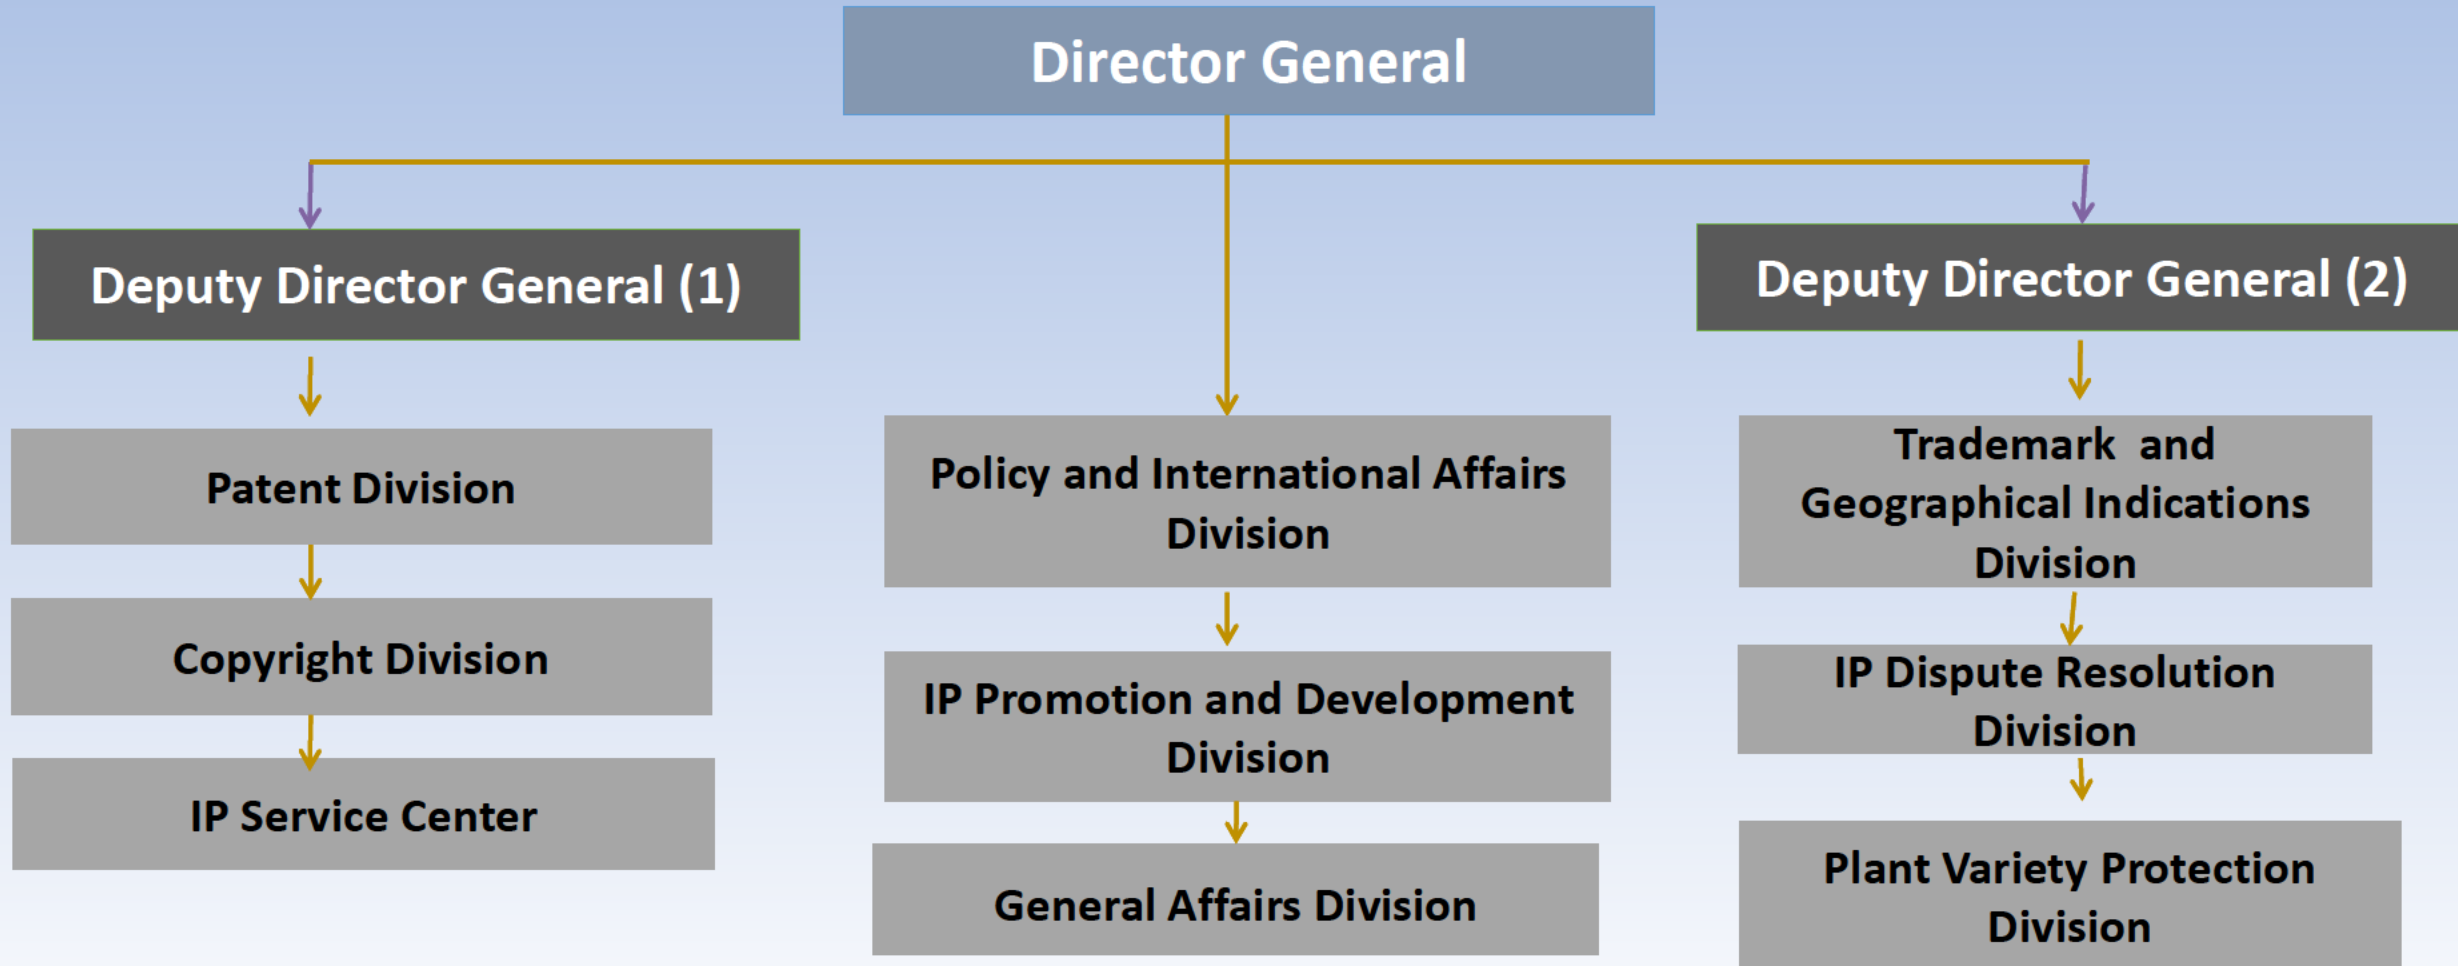 Director General
Deputy Director General (1)
Deputy Director General (2)
Patent Division
Copyright Division
IP Service Center
Policy and International Affairs
Division
IP Promotion and Development
Division
General Affairs Division
Trademark and
Geographical Indications
Division
IP Dispute Resolution
Division
Plant Variety Protection
Division